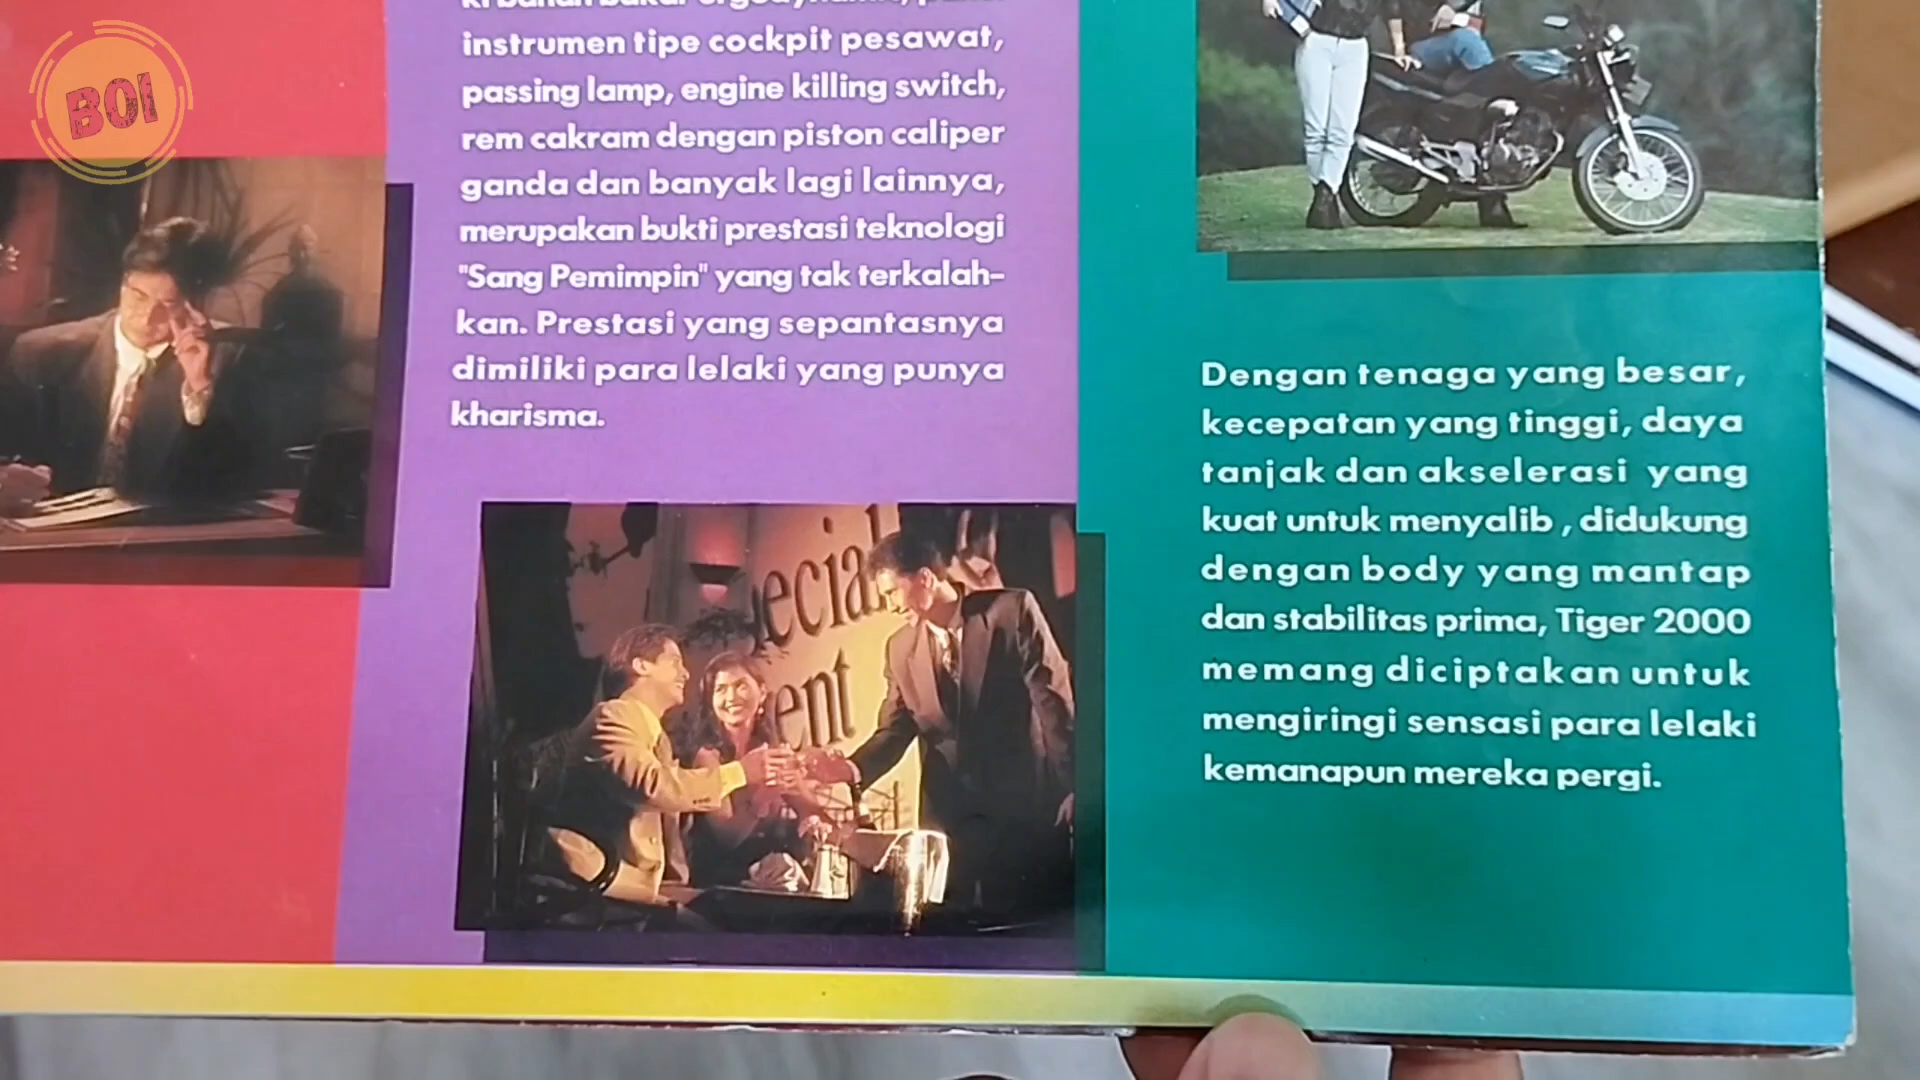 BOI
instrumen tipe cockpit pesawat,
passing lamp, engine killing switch,
rem cakram dengan piston caliper
ganda dan banyak lagi lainnya,
merupakan bukti prestasi teknologi
"Sang Pemimpin" yang tak terkalah-
kan. Prestasi yang sepantasnya
dimiliki para lelaki yang punya
kharisma.
Dengan tenaga yang besar,
kecepatan yang tinggi, daya
tanjak dan akselerasi yang
kuat untuk menyalib , didukung
dengan body yang mantap
dan stabilitas prima, Tiger 2000
memang diciptakan untuk
mengiringi sensasi para lelaki
kemanapun mereka pergi.